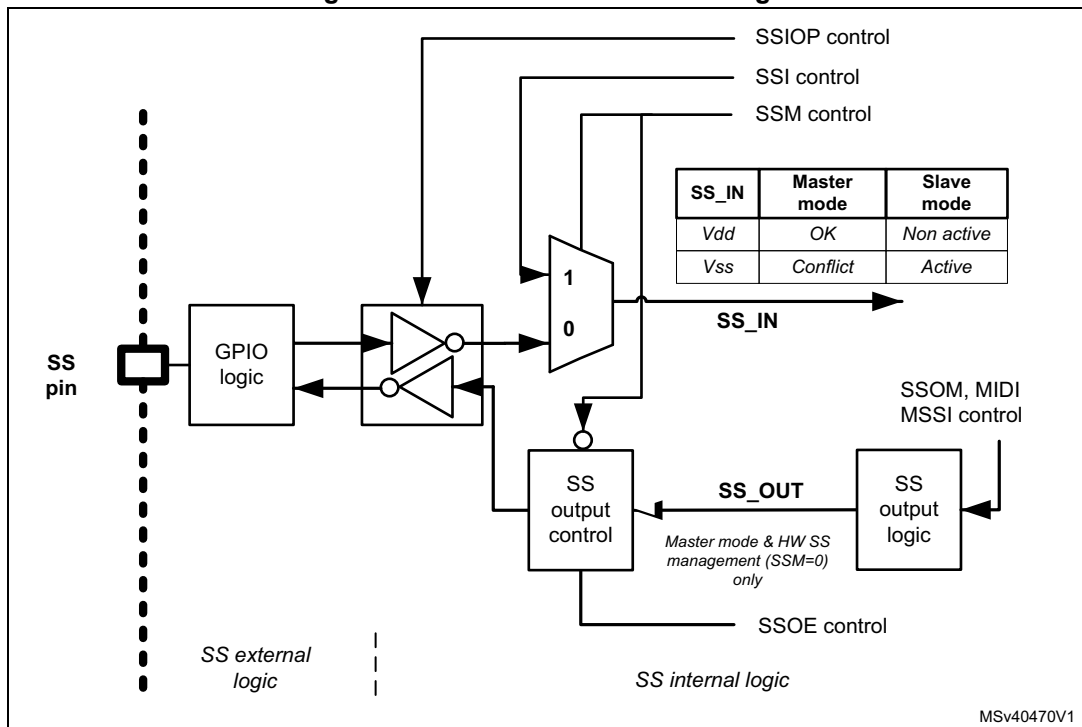 SSIOP control
SSI control
SSM control
SS_IN Master mode Slave mode
Vdd OK Non active
Vss Conflict Active
1
0
SS_IN
SS
pin
GPIO
logic
SSOM, MIDI
MSSI control
SS
output
control
SS_OUT
SS
output
logic
Master mode & HW SS
management (SSM=0)
only
SSOE control
SS external
logic
SS internal logic
MSv40470V1